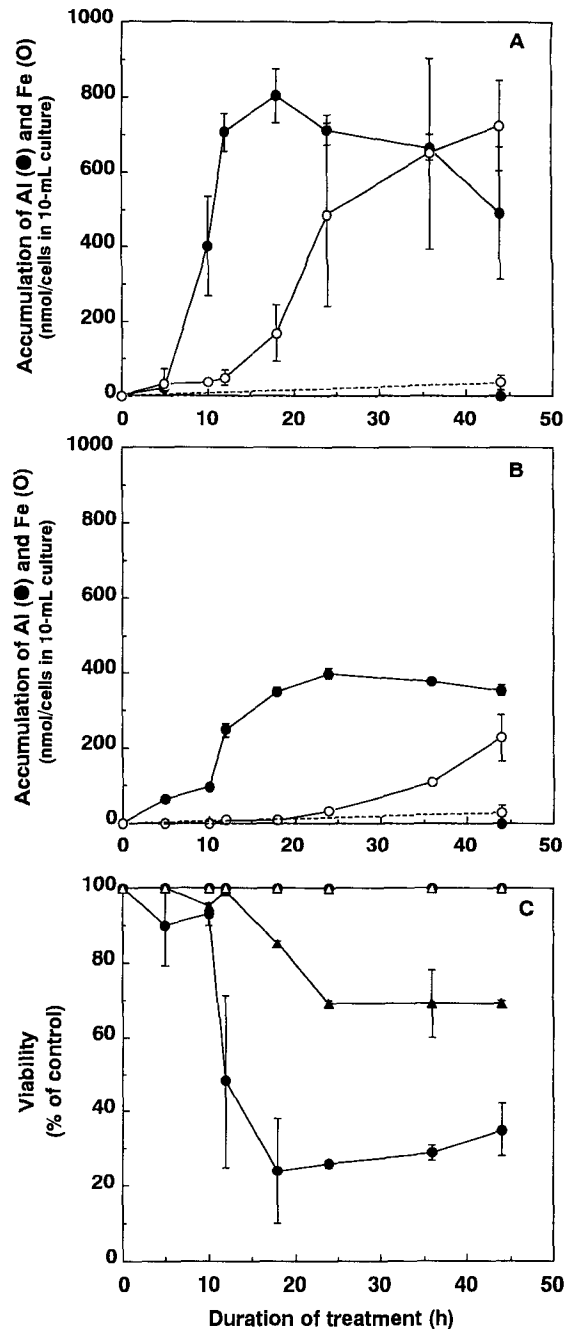 A
Accumulation of Al (●) and Fe (O)
(nmol/cells in 10-mL culture)
1000
800
600
400
200
0
0 10 20 30 40 50
B
Accumulation of Al (●) and Fe (O)
(nmol/cells in 10-mL culture)
1000
800
600
400
200
0
0 10 20 30 40 50
C
Viability
(% of control)
100
80
60
40
20
0
0 10 20 30 40 50
Duration of treatment (h)